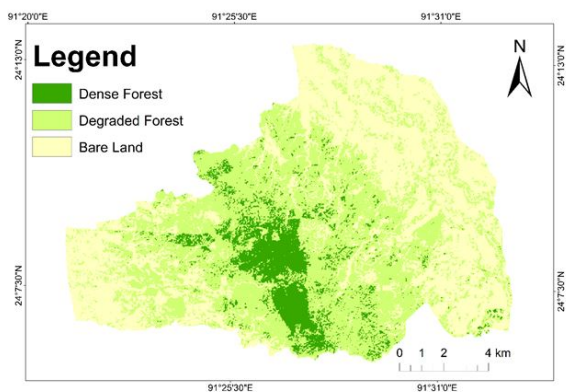 91°20'0"E 91°25'30"E 91°31'0"E
24°13'0"N
24°13'0"N
Legend
N
Dense Forest
Degraded Forest
Bare Land
24°7'30"N
24°7'30"N
0 1 2 4 km
91°25'30"E 91°31'0"E